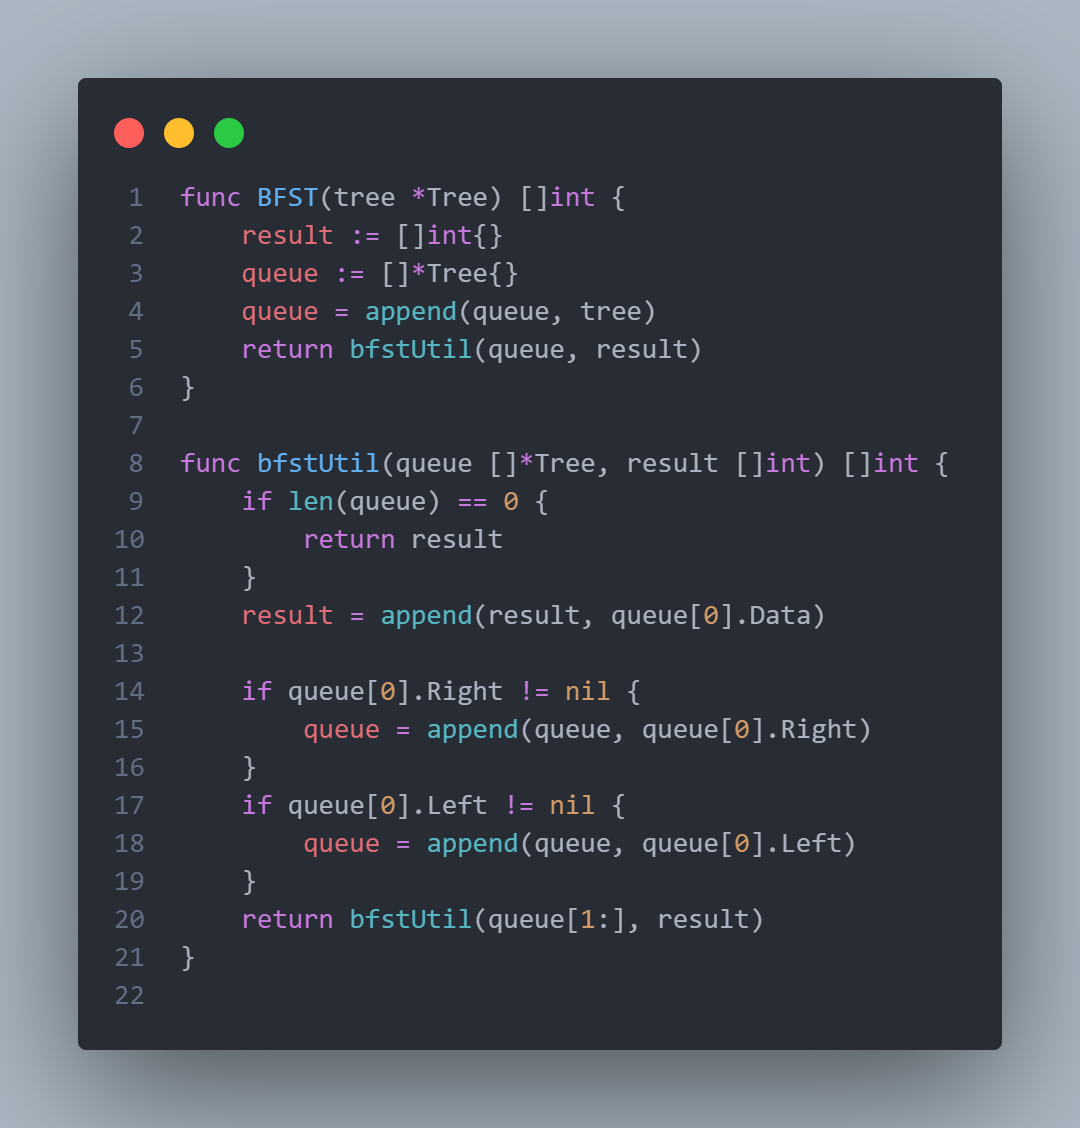 1 func BFST(tree *Tree) []int {
2     result := []int{}
3     queue := []*Tree{}
4     queue = append(queue, tree)
5     return bfstUtil(queue, result)
6 }
7
8 func bfstUtil(queue []*Tree, result []int) []int {
9     if len(queue) == 0 {
10         return result
11     }
12     result = append(result, queue[0].Data)
13
14     if queue[0].Right != nil {
15         queue = append(queue, queue[0].Right)
16     }
17     if queue[0].Left != nil {
18         queue = append(queue, queue[0].Left)
19     }
20     return bfstUtil(queue[1:], result)
21 }
22